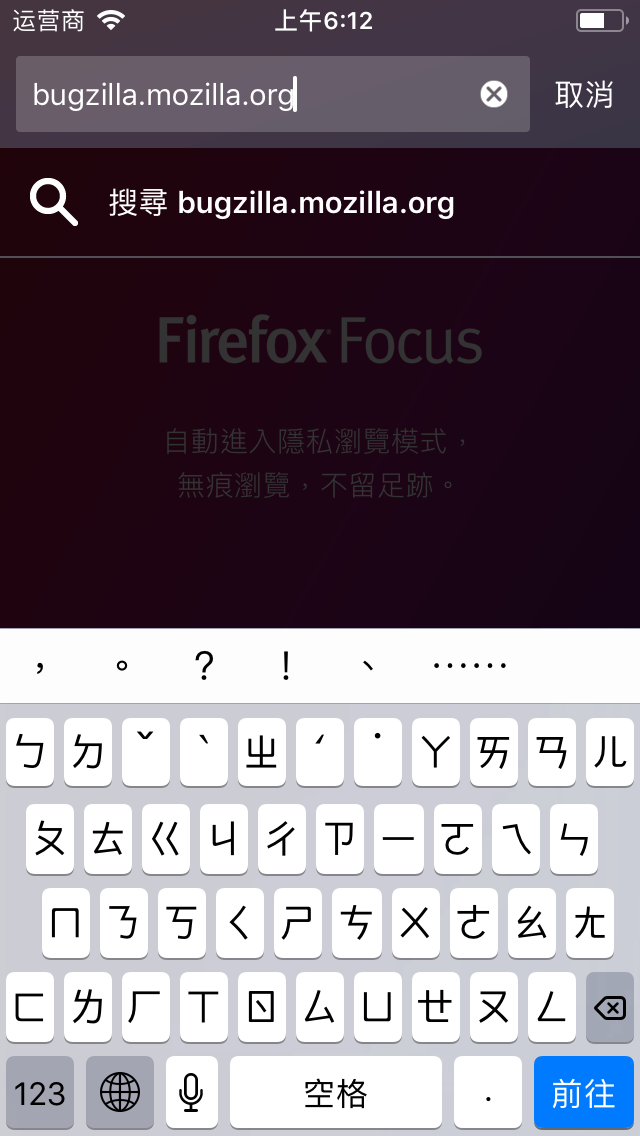 运营商 上午6:12
bugzilla.mozilla.org 取消
搜尋 bugzilla.mozilla.org
Firefox Focus
自動進入隱私瀏覽模式，
無痕瀏覽，不留足跡。
， 。 ? ! 、 ……
ㄅ ㄉ ˇ ˋ ㄓ ˊ ˙ ㄚ ㄞ ㄢ ㄦ
ㄆ ㄊ ㄍ ㄐ ㄔ ㄗ 一 ㄛ ㄟ ㄣ
ㄇ ㄋ ㄎ ㄑ ㄕ ㄘ ㄨ ㄜ ㄠ ㄤ
ㄈ ㄌ ㄏ ㄒ ㄖ ㄙ ㄩ ㄝ ㄡ ㄥ
123 空格 . 前往